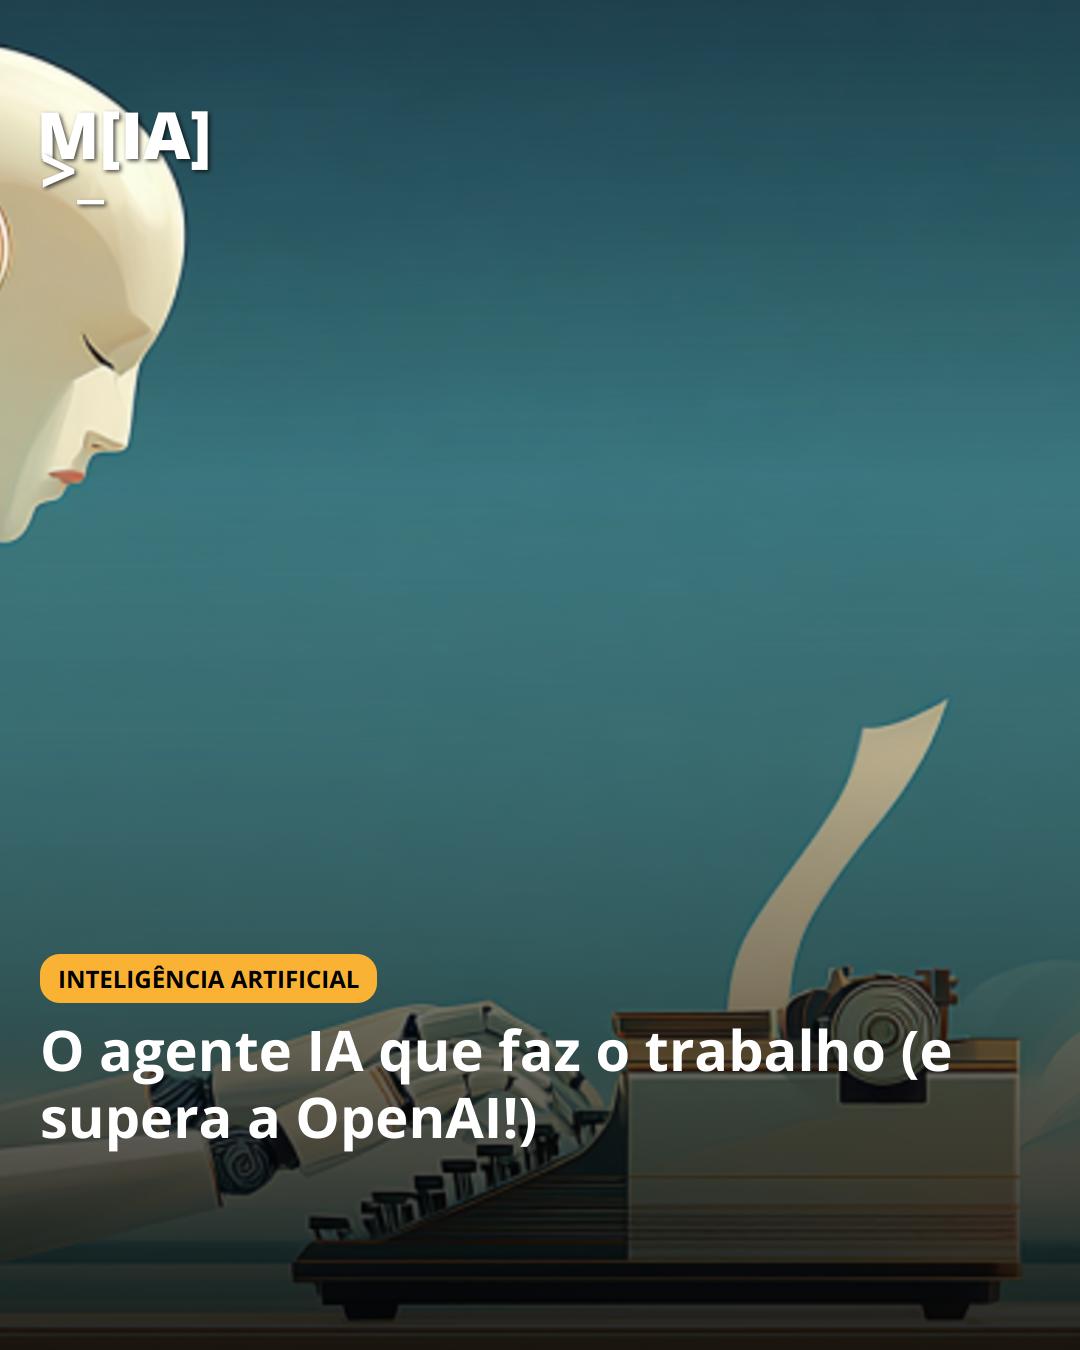 M[IA]
>_
INTELIGÊNCIA ARTIFICIAL
O agente IA que faz o trabalho (e
supera a OpenAI!)